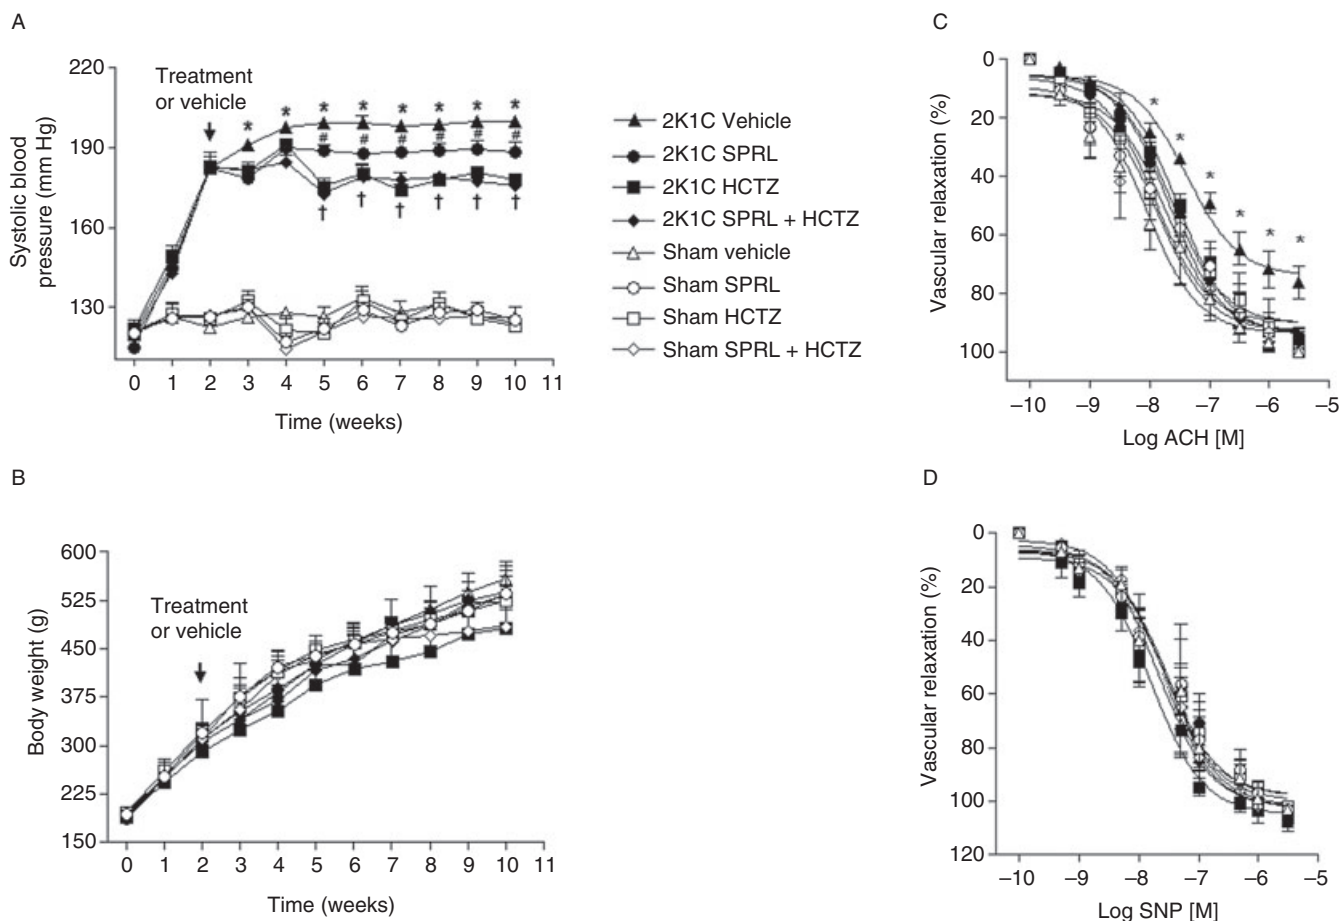 A
220
190
160
130
Systolic blood
pressure (mm Hg)
Treatment
or vehicle
* * * * * * * *
# # # # # #
† † † † † †
0 1 2 3 4 5 6 7 8 9 10 11
Time (weeks)
2K1C Vehicle
2K1C SPRL
2K1C HCTZ
2K1C SPRL + HCTZ
Sham vehicle
Sham SPRL
Sham HCTZ
Sham SPRL + HCTZ
C
0
20
40
60
80
100
Vascular relaxation (%)
* * * * * *
–10 –9 –8 –7 –6 –5
Log ACH [M]
B
600
525
450
375
300
225
150
Body weight (g)
Treatment
or vehicle
0 1 2 3 4 5 6 7 8 9 10 11
Time (weeks)
D
0
20
40
60
80
100
120
Vascular relaxation (%)
–10 –9 –8 –7 –6 –5
Log SNP [M]